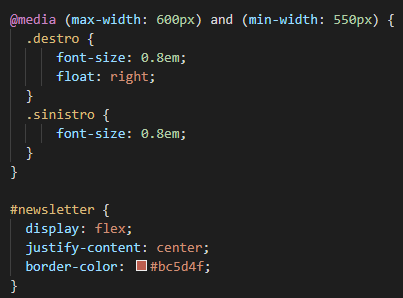 @media (max-width: 600px) and (min-width: 550px) {
  .destro {
      font-size: 0.8em;
      float: right;
  }
  .sinistro {
      font-size: 0.8em;
  }
}

#newsletter {
  display: flex;
  justify-content: center;
  border-color: #bc5d4f;
}